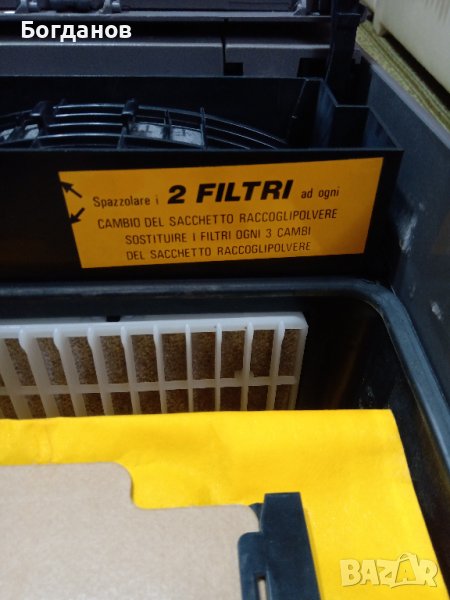 Богданов
Spazzolare i 2 FILTRI ad ogni
CAMBIO DEL SACCHETTO RACCOGLIPOLVERE
SOSTITUIRE I FILTRI OGNI 3 CAMBI
DEL SACCHETTO RACCOGLIPOLVERE
BAZAR